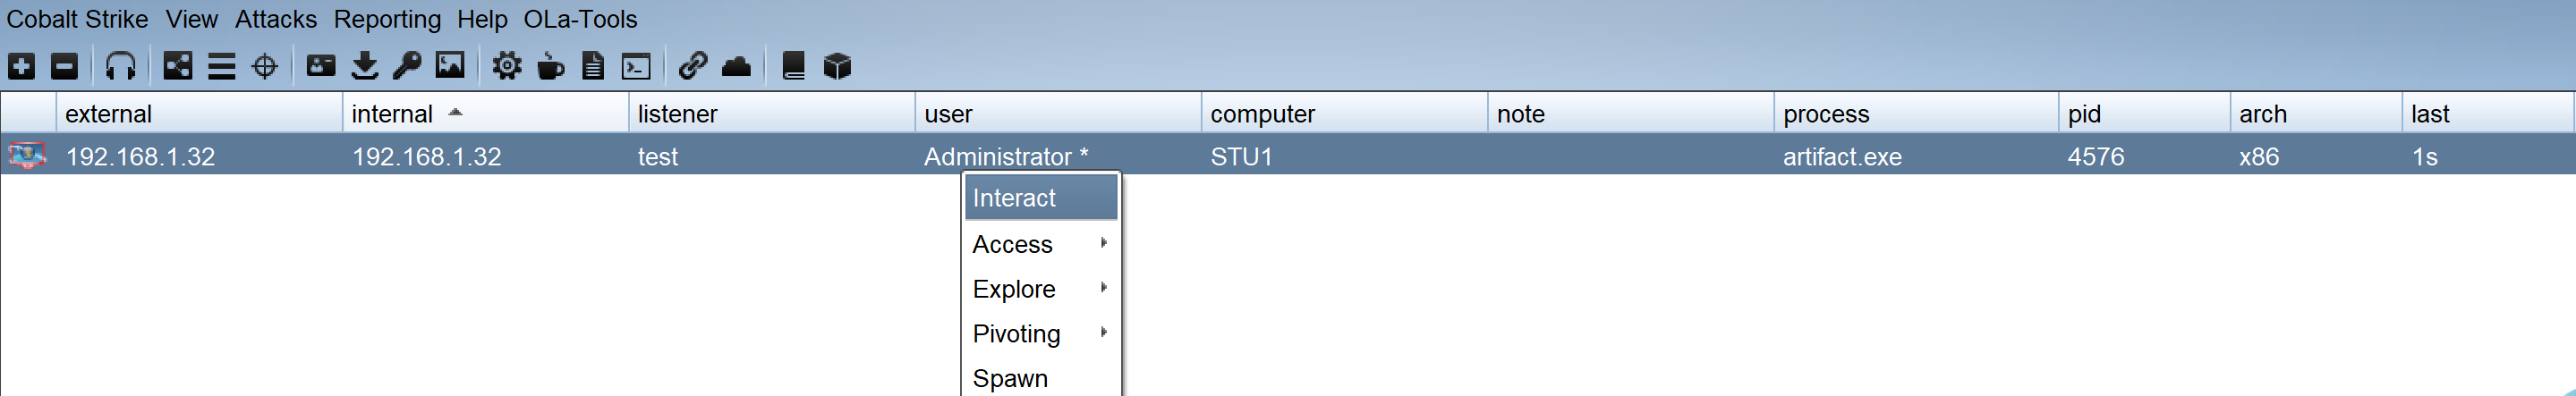 Cobalt Strike View Attacks Reporting Help OLa-Tools
external internal listener user computer note process pid arch last
192.168.1.32 192.168.1.32 test Administrator * STU1 artifact.exe 4576 x86 1s
Interact
Access
Explore
Pivoting
Spawn